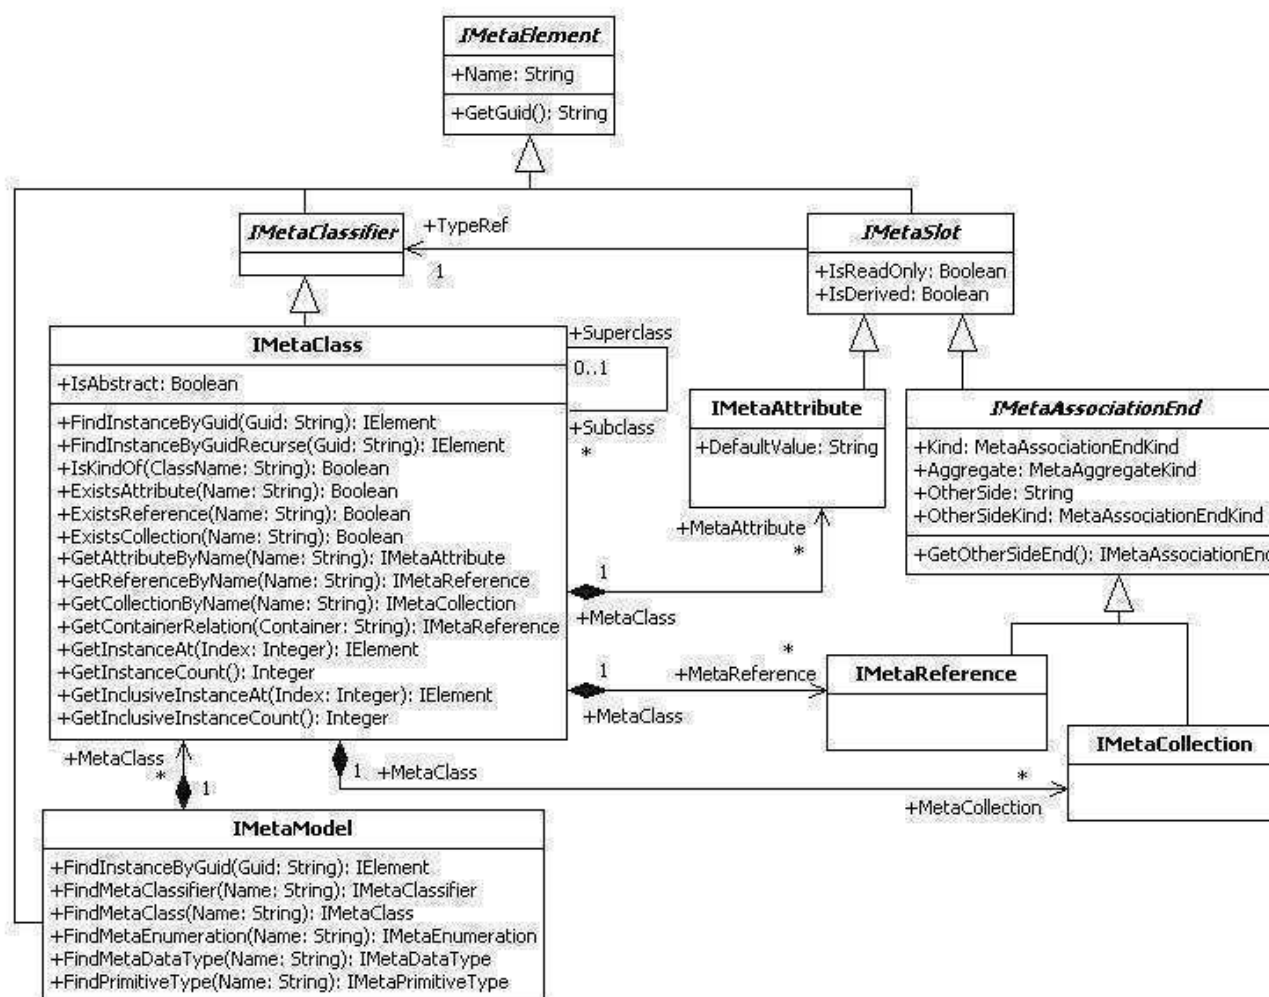 IMetaElement
+Name: String
+GetGuid(): String
IMetaClassifier
+TypeRef
1
IMetaSlot
+IsReadOnly: Boolean
+IsDerived: Boolean
IMetaClass
+IsAbstract: Boolean
+FindInstanceByGuid(Guid: String): IElement
+FindInstanceByGuidRecurse(Guid: String): IElement
+IsKindOf(ClassName: String): Boolean
+ExistsAttribute(Name: String): Boolean
+ExistsReference(Name: String): Boolean
+ExistsCollection(Name: String): Boolean
+GetAttributeByName(Name: String): IMetaAttribute
+GetReferenceByName(Name: String): IMetaReference
+GetCollectionByName(Name: String): IMetaCollection
+GetContainerRelation(Container: String): IMetaReference
+GetInstanceAt(Index: Integer): IElement
+GetInstanceCount(): Integer
+GetInclusiveInstanceAt(Index: Integer): IElement
+GetInclusiveInstanceCount(): Integer
+Superclass
0..1
+Subclass
*
IMetaAttribute
+DefaultValue: String
+MetaAttribute
*
1
+MetaClass
IMetaAssociationEnd
+Kind: MetaAssociationEndKind
+Aggregate: MetaAggregateKind
+OtherSide: String
+OtherSideKind: MetaAssociationEndKind
+GetOtherSideEnd(): IMetaAssociationEnd
1
*
+MetaReference
+MetaClass
IMetaReference
IMetaCollection
+MetaClass
*
1
1
+MetaClass
*
+MetaCollection
IMetaModel
+FindInstanceByGuid(Guid: String): IElement
+FindMetaClassifier(Name: String): IMetaClassifier
+FindMetaClass(Name: String): IMetaClass
+FindMetaEnumeration(Name: String): IMetaEnumeration
+FindMetaDataType(Name: String): IMetaDataType
+FindPrimitiveType(Name: String): IMetaPrimitiveType